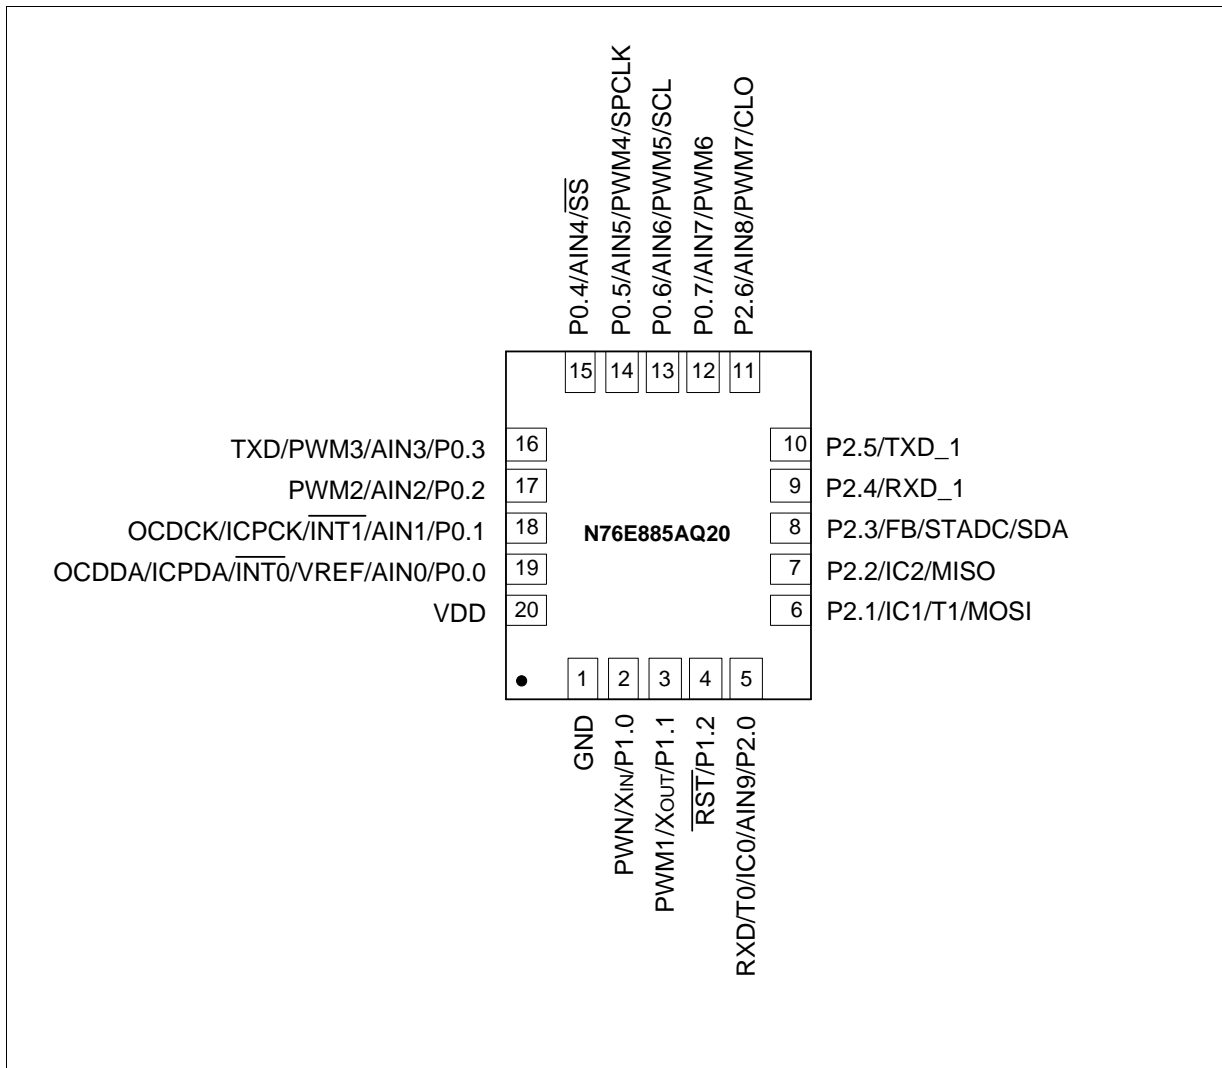 P0.4/AIN4/S̅S̅
P0.5/AIN5/PWM4/SPCLK
P0.6/AIN6/PWM5/SCL
P0.7/AIN7/PWM6
P2.6/AIN8/PWM7/CLO
15 14 13 12 11
TXD/PWM3/AIN3/P0.3 16
PWM2/AIN2/P0.2 17
OCDCK/ICPCK/I̅N̅T̅1̅/AIN1/P0.1 18
OCDDA/ICPDA/I̅N̅T̅0̅/VREF/AIN0/P0.0 19
VDD 20
N76E885AQ20
10 P2.5/TXD_1
9 P2.4/RXD_1
8 P2.3/FB/STADC/SDA
7 P2.2/IC2/MISO
6 P2.1/IC1/T1/MOSI
1 2 3 4 5
GND
PWN/XIN/P1.0
PWM1/XOUT/P1.1
R̅S̅T̅/P1.2
RXD/T0/IC0/AIN9/P2.0